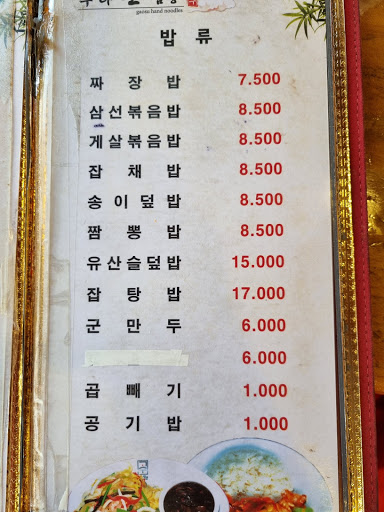 guem hand noodles
밥 류
짜 장 밥 7.500
삼선볶음밥 8.500
게살볶음밥 8.500
잡 채 밥 8.500
송 이 덮 밥 8.500
짬 뽕 밥 8.500
유산슬덮밥 15.000
잡 탕 밥 17.000
군 만 두 6.000
6.000
곱 빼 기 1.000
공 기 밥 1.000